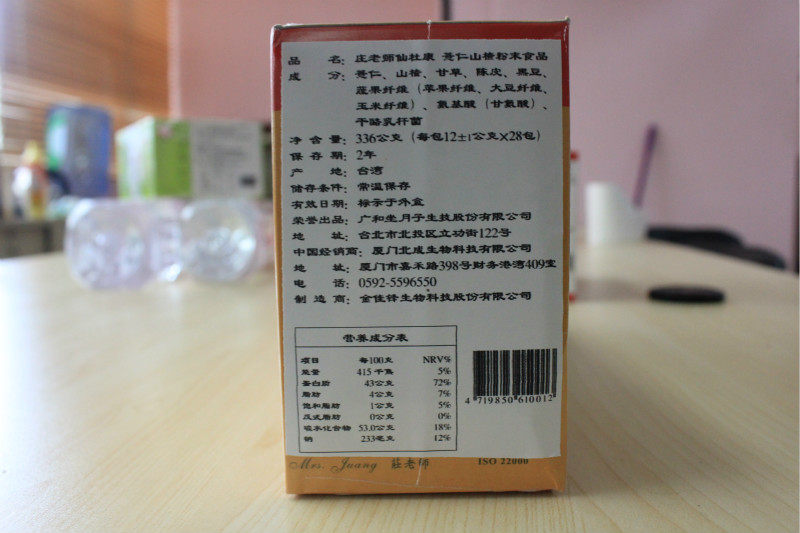 品 名: 庄老师仙杜康 薏仁山楂粉末食品
成 分: 薏仁、山楂、甘草、陈皮、黑豆、
蔬果纤维（苹果纤维、大豆纤维、
玉米纤维）、氨基酸（甘氨酸）、
干酪乳杆菌
净 含 量: 336公克（每包12±1公克X28包）
保 存 期: 2年
产 地: 台湾
储存条件: 常温保存
有效日期: 标示于外盒
荣誉出品: 广和坐月子生技股份有限公司
地 址: 台北市北投区立功街122号
中国经销商: 厦门北成生物科技有限公司
地 址: 厦门市嘉禾路398号财务港湾409室
电 话: 0592-5596550
制 造 商: 金佳锋生物科技股份有限公司
营养成分表
项目 每100克 NRV%
能量 415 千焦 5%
蛋白质 43公克 72%
脂肪 4公克 7%
饱和脂肪 1公克 5%
反式脂肪 0公克 0%
碳水化合物 53.0公克 18%
钠 233毫克 12%
4 719850 610012
Mrs. Juang 莊老师
ISO 22000